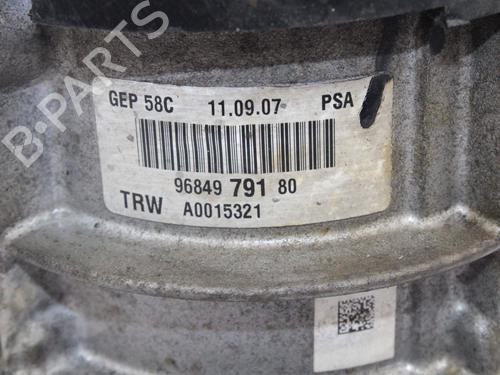 GEP 58C 11.09.07 PSA
96849 791 80
TRW A0015321
B-PARTS